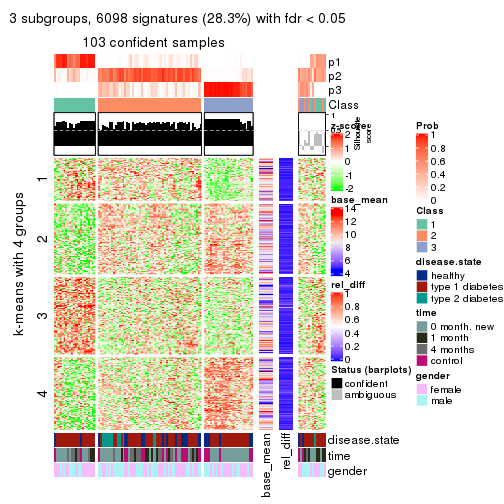 3 subgroups, 6098 signatures (28.3%) with fdr < 0.05
103 confident samples
p1
p2
p3
Class
1
Silhouette score
z-score
2
1
0
-1
-2
base_mean
14
12
10
8
6
4
rel_diff
1
0.8
0.6
0.4
0.2
0
Status (barplots)
confident
ambiguous
Prob
1
0.8
0.6
0.4
0.2
0
Class
1
2
3
disease.state
healthy
type 1 diabetes
type 2 diabetes
time
0 month. new
1 month
4 months
control
gender
female
male
k-means with 4 groups
1
2
3
4
disease.state
time
gender
base_mean
rel_diff